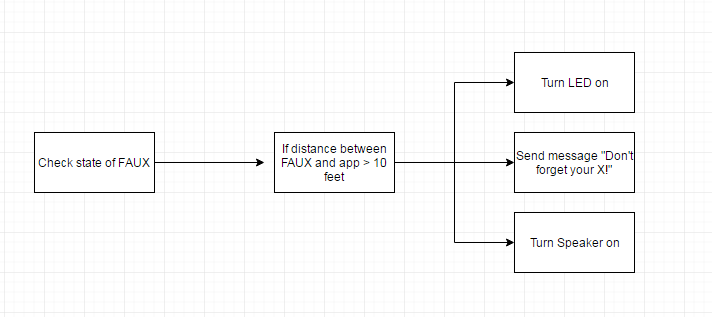 Turn LED on
Check state of FAUX
If distance between
FAUX and app > 10
feet
Send message "Don't
forget your X!"
Turn Speaker on